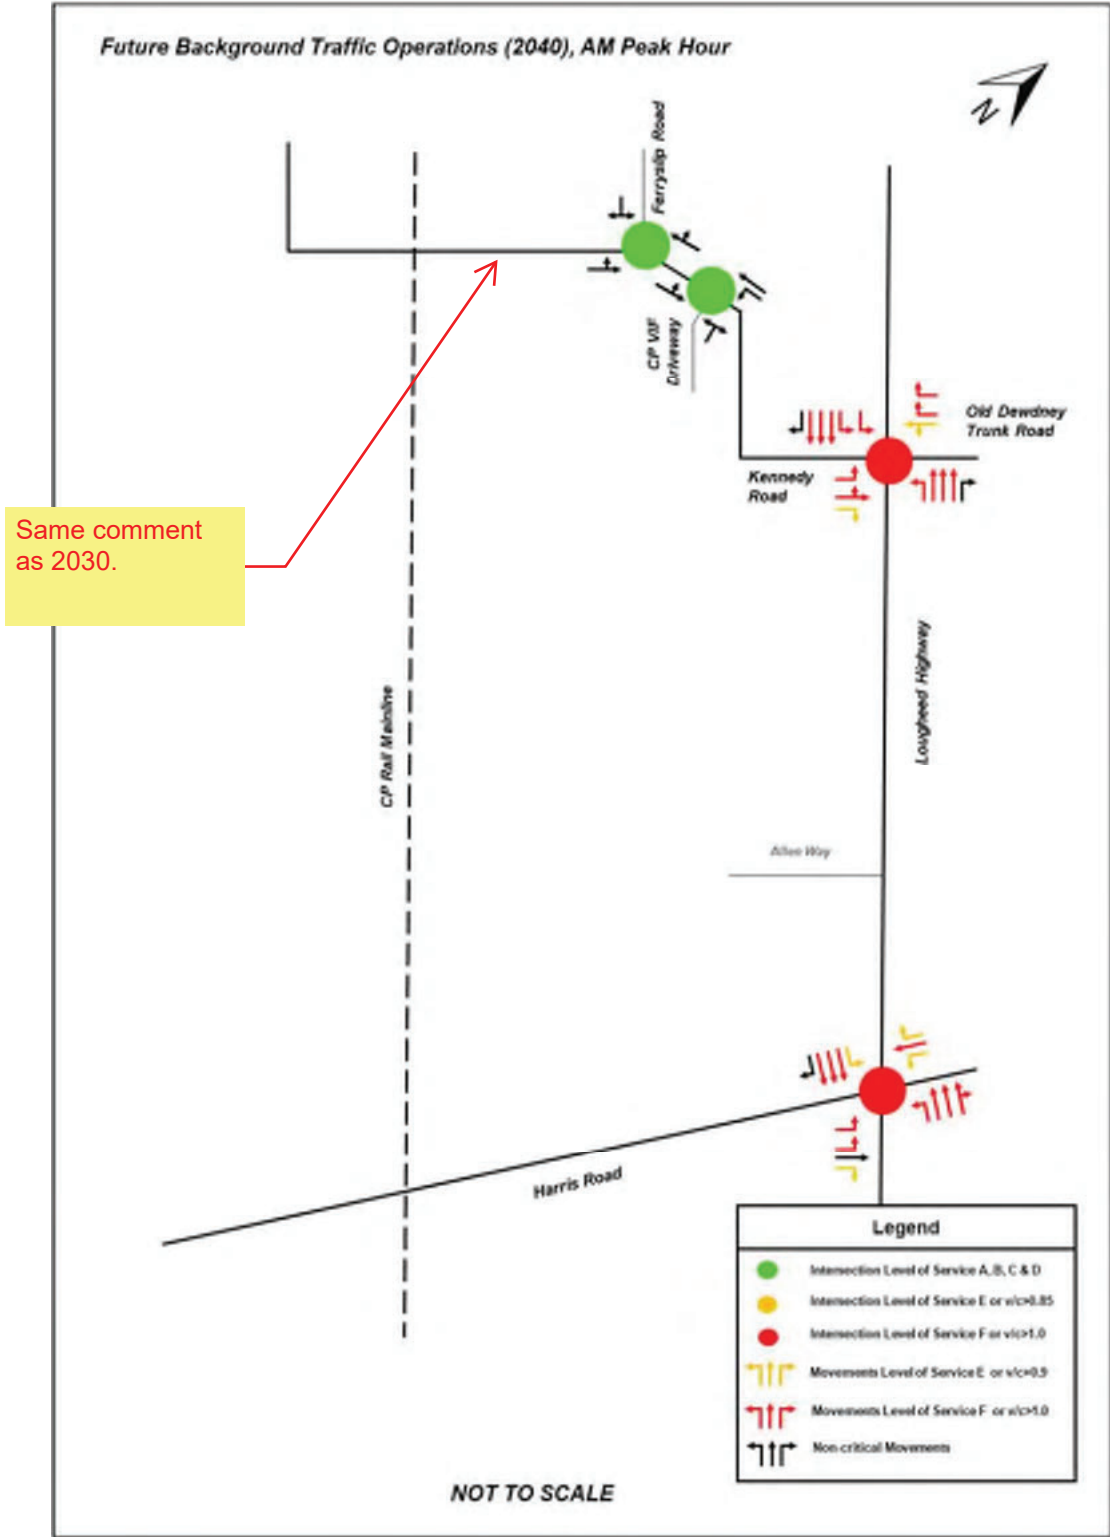 Future Background Traffic Operations (2040), AM Peak Hour
N
Ferryslip Road
CP VIF
Driveway
Old Dewdney
Trunk Road
Kennedy
Road
Same comment
as 2030.
Lougheed Highway
CP Rail Mainline
Allen Way
Harris Road
Legend
Intersection Level of Service A, B, C & D
Intersection Level of Service E or v/c>0.85
Intersection Level of Service F or v/c>1.0
Movements Level of Service E or v/c>0.9
Movements Level of Service F or v/c>1.0
Non-critical Movements
NOT TO SCALE